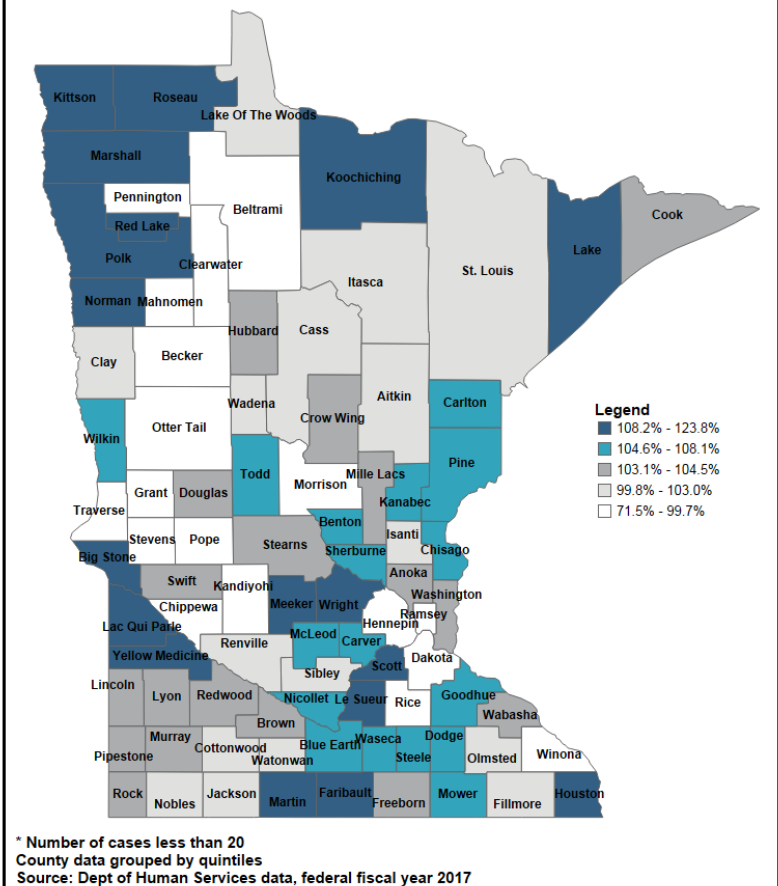 Kittson
Roseau
Lake Of The Woods
Marshall
Koochiching
Pennington
Beltrami
Cook
Red Lake
Lake
Polk
Clearwater
St. Louis
Itasca
Norman
Mahnomen
Hubbard
Cass
Becker
Clay
Aitkin
Wadena
Carlton
Crow Wing
Otter Tail
Wilkin
Pine
Todd
Mille Lacs
Morrison
Grant
Douglas
Kanabec
Traverse
Benton
Isanti
Stevens
Pope
Stearns
Sherburne
Chisago
Big Stone
Anoka
Swift
Kandiyohi
Washington
Meeker
Wright
Chippewa
Ramsey
Hennepin
Lac Qui Parle
McLeod
Carver
Renville
Yellow Medicine
Dakota
Scott
Sibley
Lincoln
Lyon
Redwood
Nicollet
Le Sueur
Rice
Goodhue
Wabasha
Brown
Murray
Dodge
Waseca
Blue Earth
Cottonwood
Pipestone
Watonwan
Steele
Olmsted
Winona
Rock
Nobles
Jackson
Martin
Faribault
Freeborn
Mower
Fillmore
Houston
Legend
108.2% - 123.8%
104.6% - 108.1%
103.1% - 104.5%
99.8% - 103.0%
71.5% - 99.7%
* Number of cases less than 20
County data grouped by quintiles
Source: Dept of Human Services data, federal fiscal year 2017